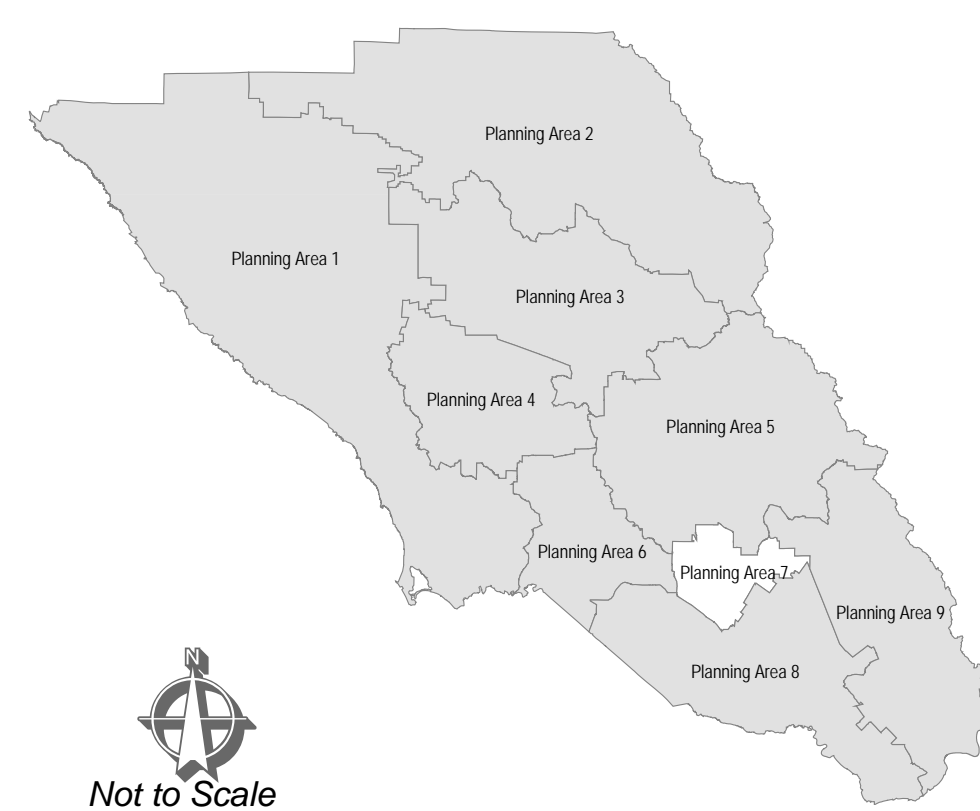 Planning Area 2
Planning Area 1
Planning Area 3
Planning Area 4
Planning Area 5
Planning Area 6
Planning Area 7
Planning Area 9
Planning Area 8
N
Not to Scale